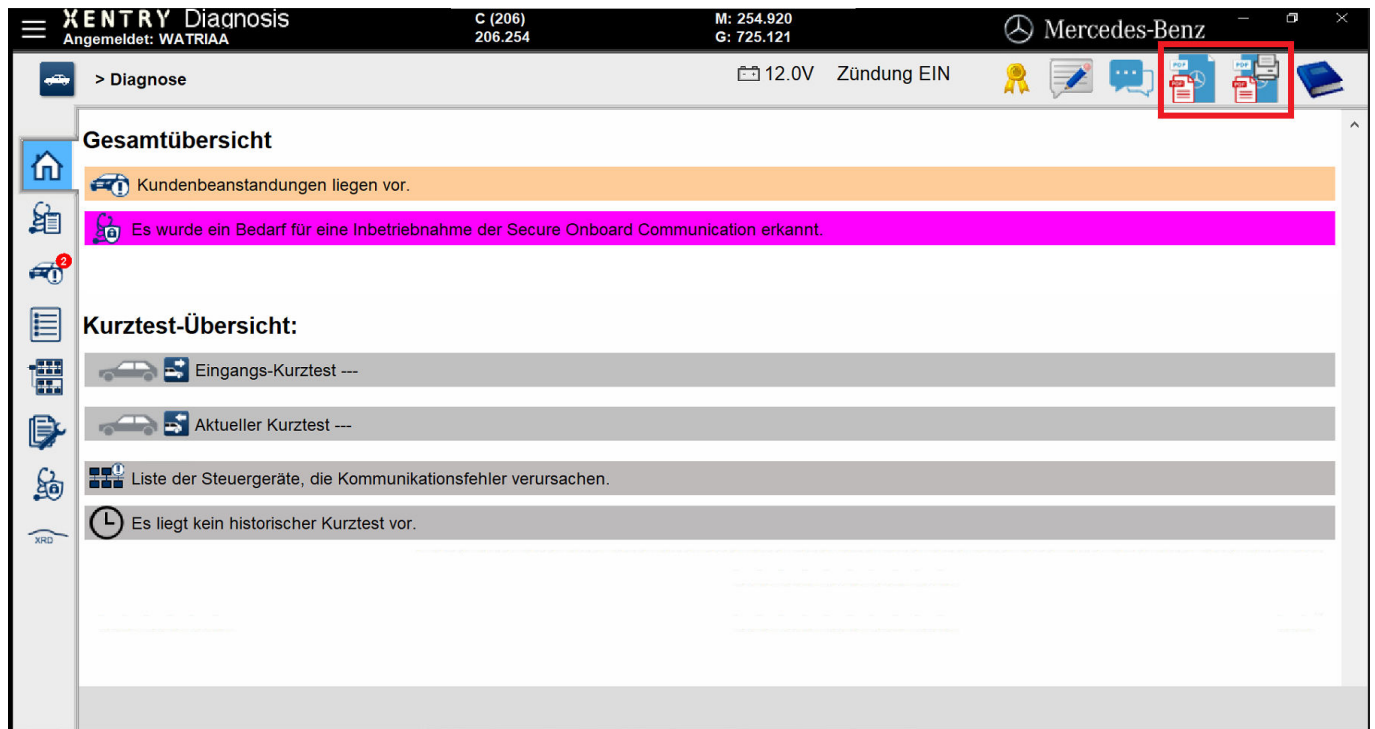 XENTRY Diagnosis
Angemeldet: WATRIAA
C (206)
206.254
M: 254.920
G: 725.121
Mercedes-Benz
> Diagnose
12.0V
Zündung EIN
PDF
PDF
PDF
PDF
Gesamtübersicht
Kundenbeanstandungen liegen vor.
Es wurde ein Bedarf für eine Inbetriebnahme der Secure Onboard Communication erkannt.
2
Kurztest-Übersicht:
Eingangs-Kurztest ---
Aktueller Kurztest ---
Liste der Steuergeräte, die Kommunikationsfehler verursachen.
Es liegt kein historischer Kurztest vor.
XRD